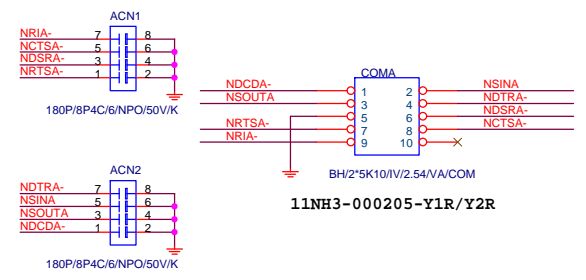 ACN1
NRIA- 7 8
NCTSA- 5 6
NDSRA- 3 4
NRTSA- 1 2
180P/8P4C/6/NPO/50V/K
COMA
NDCDA- 1 2 NSINA
NSOUTA 3 4 NDTRA-
5 6 NDSRA-
NRTSA- 7 8 NCTSA-
NRIA- 9 10
BH/2*5K10/IV/2.54/VA/COM
11NH3-000205-Y1R/Y2R
ACN2
NDTRA- 7 8
NSINA 5 6
NSOUTA 3 4
NDCDA- 1 2
180P/8P4C/6/NPO/50V/K